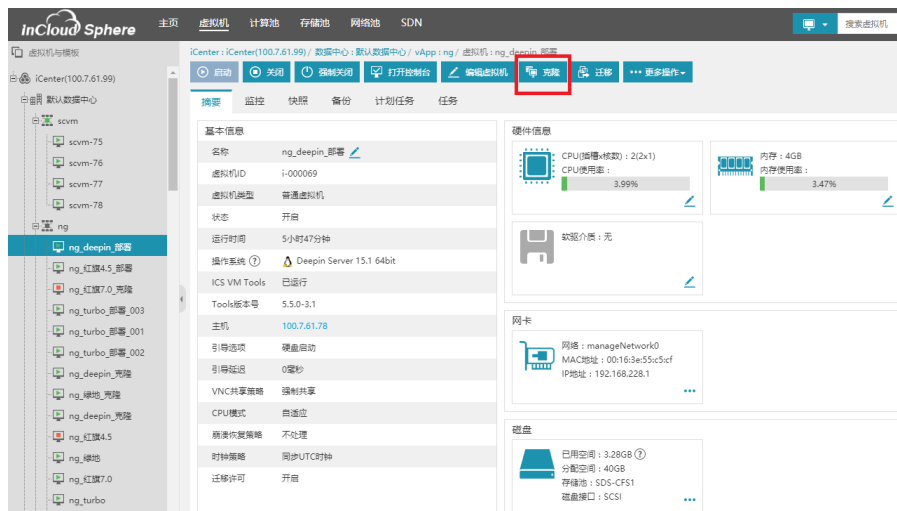 inCloud Sphere
主页 虚拟机 计算池 存储池 网络池 SDN
搜索虚拟机
虚拟机与模板
iCenter(100.7.61.99)
默认数据中心
scvm
scvm-75
scvm-76
scvm-77
scvm-78
ng
ng_deepin_部署
ng_红旗4.5_部署
ng_红旗7.0_克隆
ng_turbo_部署_003
ng_turbo_部署_001
ng_turbo_部署_002
ng_deepin_克隆
ng_绿地_克隆
ng_deepin_克隆
ng_红旗4.5
ng_绿地
ng_红旗7.0
ng_turbo
iCenter : iCenter(100.7.61.99) / 数据中心 : 默认数据中心 / vApp : ng / 虚拟机 : ng_deepin_部署
启动 关闭 强制关闭 打开控制台 编辑虚拟机 克隆 迁移 更多操作
摘要 监控 快照 备份 计划任务 任务
基本信息
名称 ng_deepin_部署
虚拟机ID i-000069
虚拟机类型 普通虚拟机
状态 开启
运行时间 5小时47分钟
操作系统 ? Deepin Server 15.1 64bit
ICS VM Tools 已运行
Tools版本号 5.5.0-3.1
主机 100.7.61.78
引导选项 硬盘启动
引导延迟 0毫秒
VNC共享策略 强制共享
CPU模式 自适应
崩溃恢复策略 不处理
时钟策略 同步UTC时钟
迁移许可 开启
硬件信息
CPU(插槽x核数) : 2(2x1)
CPU使用率 :
3.99%
内存 : 4GB
内存使用率 :
3.47%
软驱介质 : 无
网卡
网络 : manageNetwork0
MAC地址 : 00:16:3e:55:c5:cf
IP地址 : 192.168.228.1
磁盘
已用空间 : 3.28GB ?
分配空间 : 40GB
存储池 : SDS-CFS1
磁盘接口 : SCSI